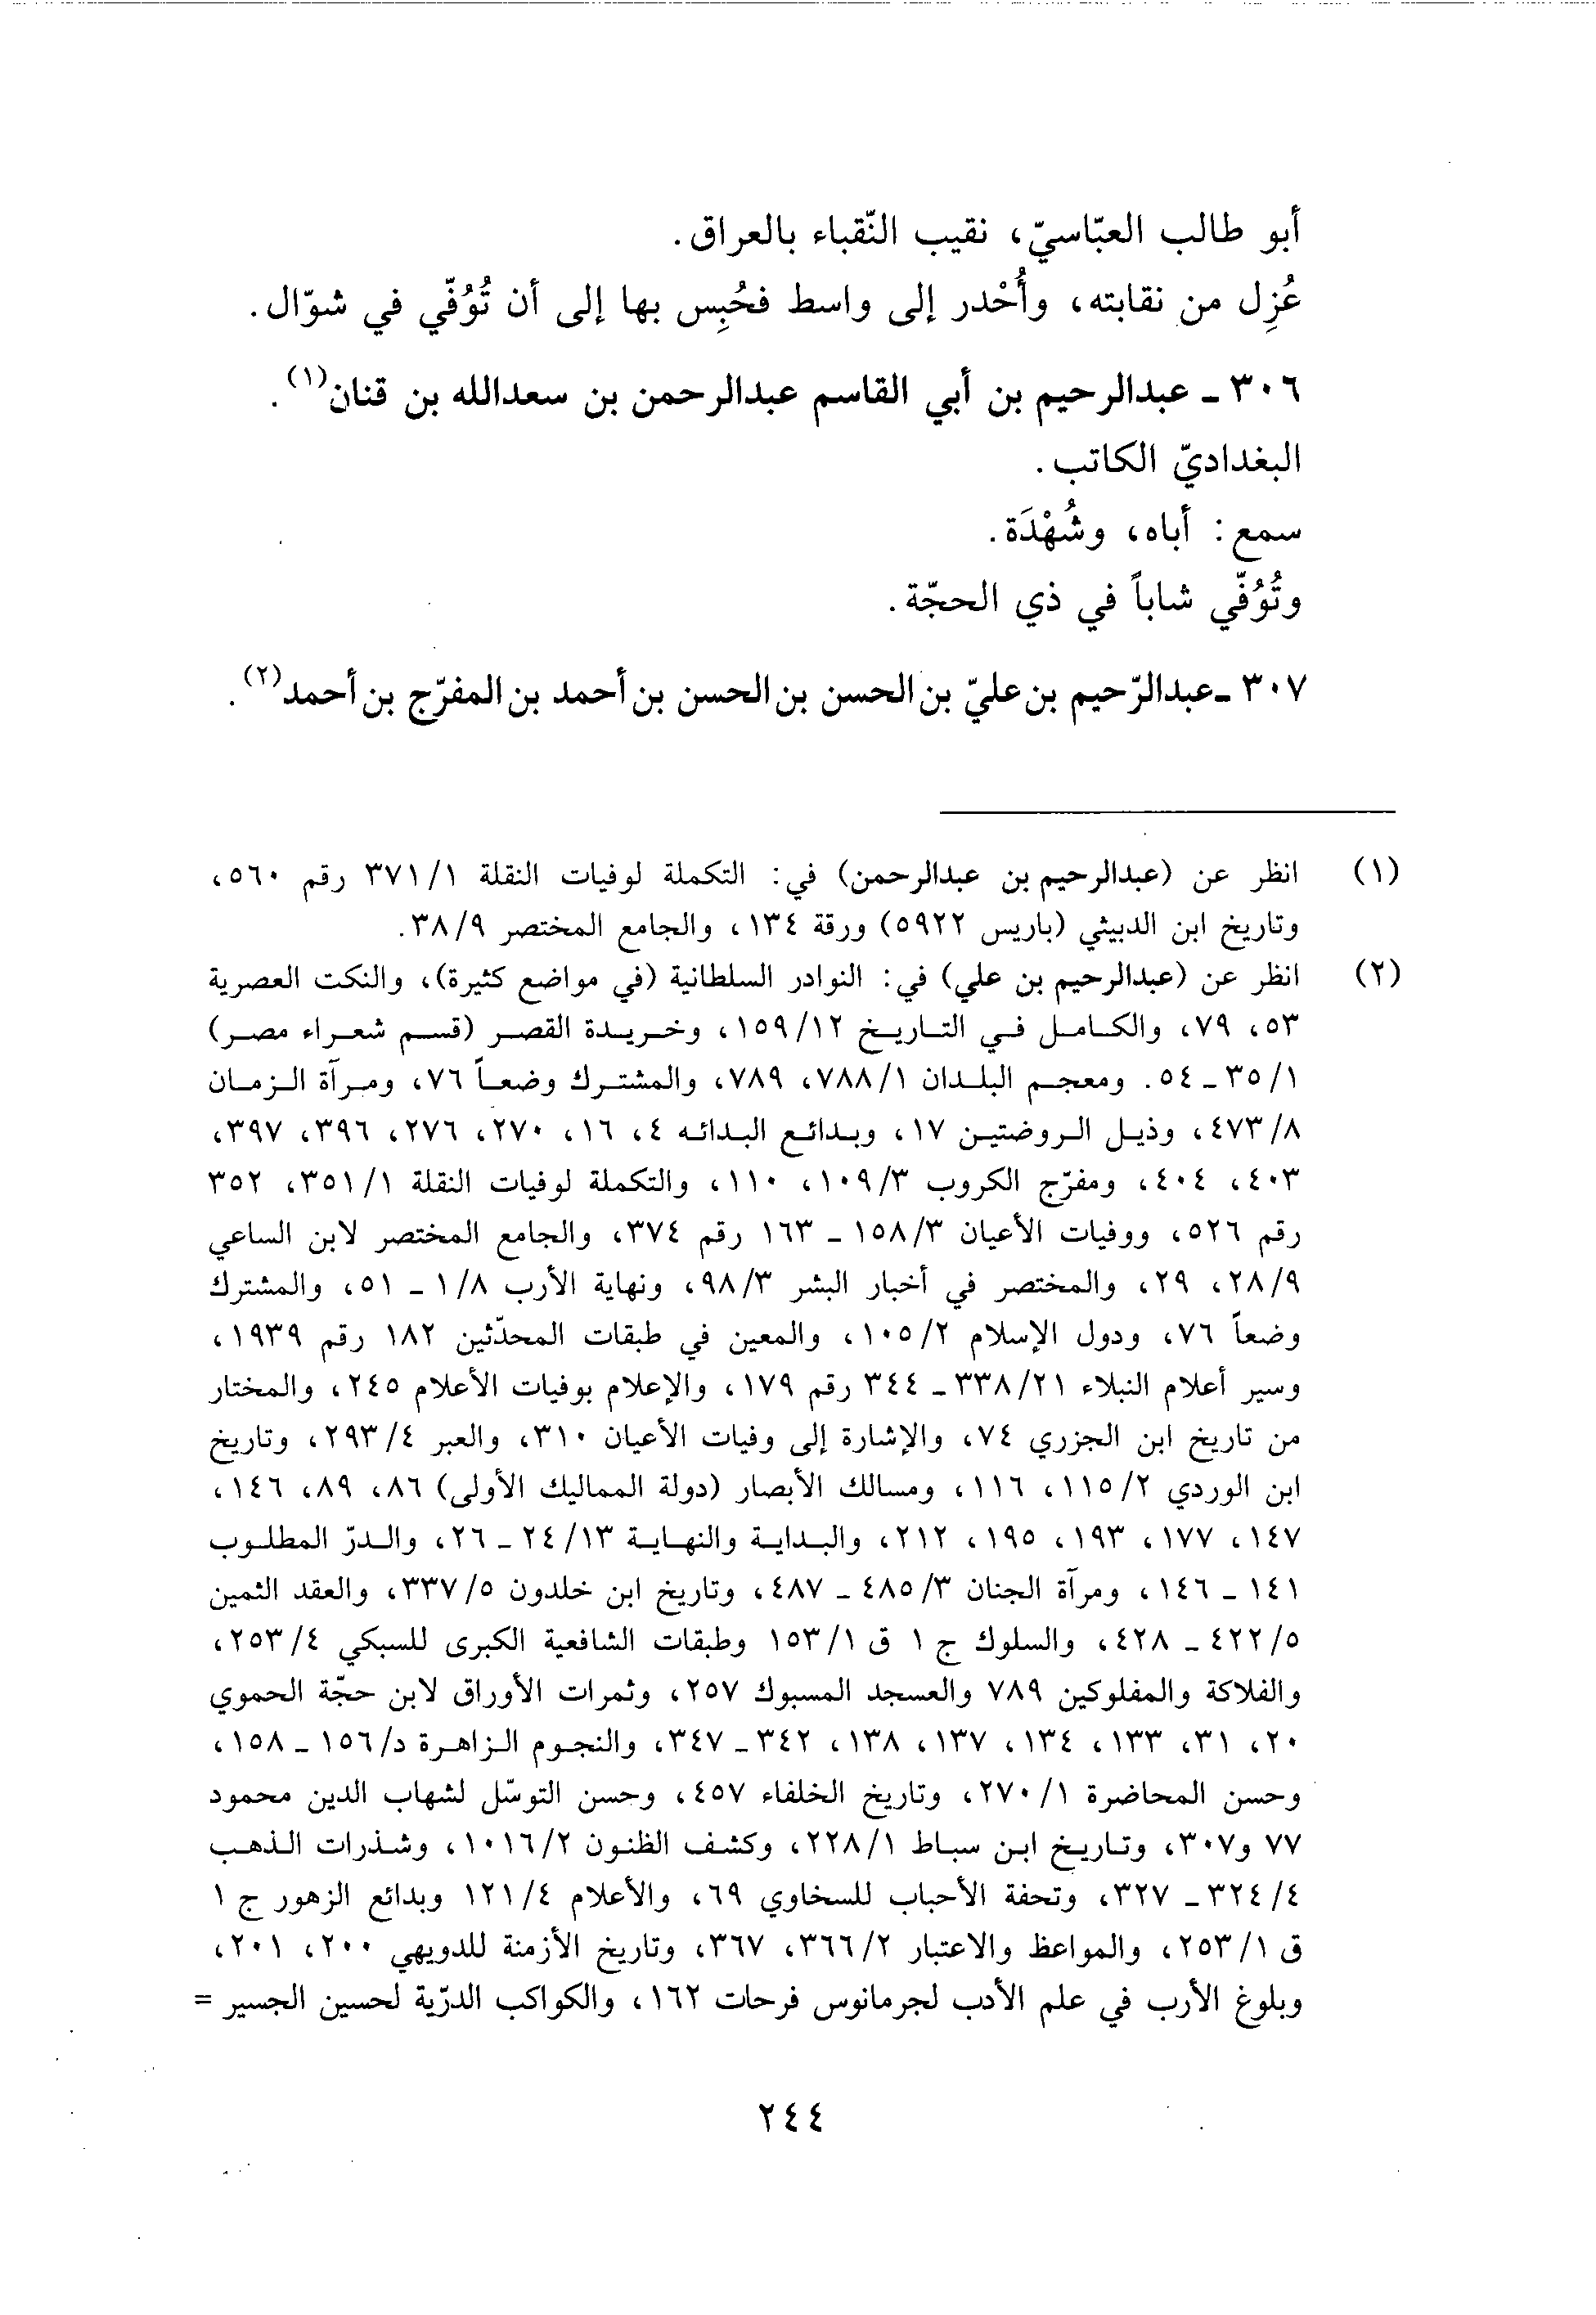 أبو طالب العبّاسيّ، نقيب النّقباء بالعراق.
عُزِل من نقابته، وأُحْدر إلى واسط فحُبِس بها إلى أن تُوُفّي في شوّال.
٣٠٦ ـ عبدالرحيم بن أبي القاسم عبدالرحمن بن سعدالله بن قنان(١).
البغداديّ الكاتب.
سمع: أباه، وشُهْدَة.
وتُوُفّي شاباً في ذي الحجّة.
٣٠٧ ـ عبدالرّحيم بن عليّ بن الحسن بن الحسن بن أحمد بن المفرّج بن أحمد(٢).
(١) انظر عن (عبدالرحيم بن عبدالرحمن) في: التكملة لوفيات النقلة ٣٧١/١ رقم ٥٦٠،
وتاريخ ابن الدبيثي (باريس ٥٩٢٢) ورقة ١٣٤، والجامع المختصر ٣٨/٩.
(٢) انظر عن (عبدالرحيم بن علي) في: النوادر السلطانية (في مواضع كثيرة)، والنكت العصرية
٥٣، ٧٩، والكامل في التاريخ ١٥٩/١٢، وخريدة القصر (قسم شعراء مصر)
٣٥/١ ـ ٥٤. ومعجم البلدان ٧٨٨/١، ٧٨٩، والمشترك وضعاً ٧٦، ومرآة الزمان
٤٧٣/٨، وذيل الروضتين ١٧، وبدائع البدائه ٤، ١٦، ٢٧٠، ٢٧٦، ٣٩٦، ٣٩٧،
٤٠٣، ٤٠٤، ومفرّج الكروب ١٠٩/٣، ١١٠، والتكملة لوفيات النقلة ٣٥١/١، ٣٥٢
رقم ٥٢٦، ووفيات الأعيان ١٥٨/٣ ـ ١٦٣ رقم ٣٧٤، والجامع المختصر لابن الساعي
٢٨/٩، ٢٩، والمختصر في أخبار البشر ٩٨/٣، ونهاية الأرب ١/٨ ـ ٥١، والمشترك
وضعاً ٧٦، ودول الإسلام ١٠٥/٢، والمعين في طبقات المحدّثين ١٨٢ رقم ١٩٣٩،
وسير أعلام النبلاء ٣٣٨/٢١ ـ ٣٤٤ رقم ١٧٩، والإعلام بوفيات الأعلام ٢٤٥، والمختار
من تاريخ ابن الجزري ٧٤، والإشارة إلى وفيات الأعيان ٣١٠، والعبر ٢٩٣/٤، وتاريخ
ابن الوردي ١١٥/٢، ١١٦، ومسالك الأبصار (دولة المماليك الأولى) ٨٦، ٨٩، ١٤٦،
١٤٧، ١٧٧، ١٩٣، ١٩٥، ٢١٢، والبداية والنهاية ٢٤/١٣ ـ ٢٦، والدرّ المطلوب
١٤١ ـ ١٤٦، ومرآة الجنان ٤٨٥/٣ ـ ٤٨٧، وتاريخ ابن خلدون ٣٣٧/٥، والعقد الثمين
٤٢٢/٥ ـ ٤٢٨، والسلوك ج ١ ق ١٥٣/١ وطبقات الشافعية الكبرى للسبكي ٢٥٣/٤،
والفلاكة والمفلوكين ٧٨٩ والعسجد المسبوك ٢٥٧، وثمرات الأوراق لابن حجّة الحموي
٢٠، ٣١، ١٣٣، ١٣٤، ١٣٧، ١٣٨، ٣٤٢ ـ ٣٤٧، والنجوم الزاهرة د/١٥٦ ـ ١٥٨،
وحسن المحاضرة ٢٧٠/١، وتاريخ الخلفاء ٤٥٧، وحسن التوسّل لشهاب الدين محمود
٧٧ و٣٠٧، وتاريخ ابن سباط ٢٢٨/١، وكشف الظنون ١٠١٦/٢، وشذرات الذهب
٣٢٤/٤ ـ ٣٢٧، وتحفة الأحباب للسخاوي ٦٩، والأعلام ١٢١/٤ وبدائع الزهور ج ١
ق ٢٥٣/١، والمواعظ والاعتبار ٣٦٦/٢، ٣٦٧، وتاريخ الأزمنة للدويهي ٢٠٠، ٢٠١،
وبلوغ الأرب في علم الأدب لجرمانوس فرحات ١٦٢، والكواكب الدرّية لحسين الجسير =
٢٤٤